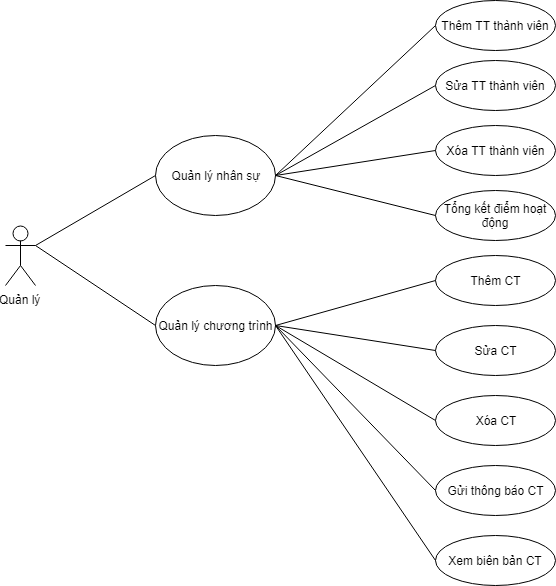 Thêm TT thành viên
Sửa TT thành viên
Quản lý nhân sự
Xóa TT thành viên
Tổng kết điểm hoạt
động
Quản lý
Thêm CT
Quản lý chương trình
Sửa CT
Xóa CT
Gửi thông báo CT
Xem biên bản CT